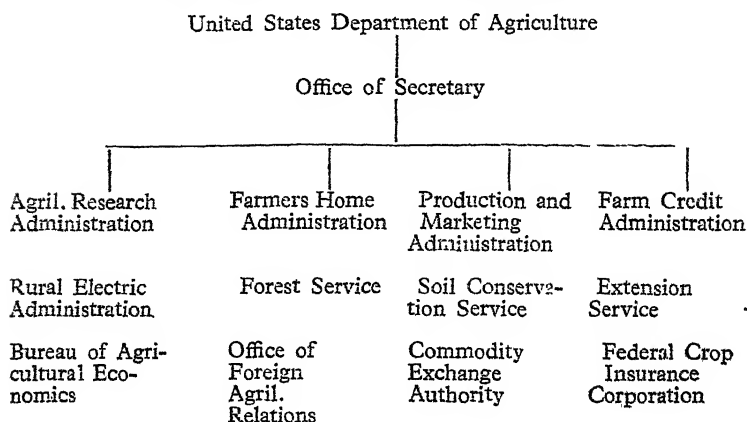 United States Department of Agriculture
Office of Secretary
Agril. Research
Administration
Farmers Home
Administration
Production and
Marketing
Administration
Farm Credit
Administration
Rural Electric
Administration
Forest Service
Soil Conserva-
tion Service
Extension
Service
Bureau of Agri-
cultural Eco-
nomics
Office of
Foreign
Agril.
Relations
Commodity
Exchange
Authority
Federal Crop
Insurance
Corporation